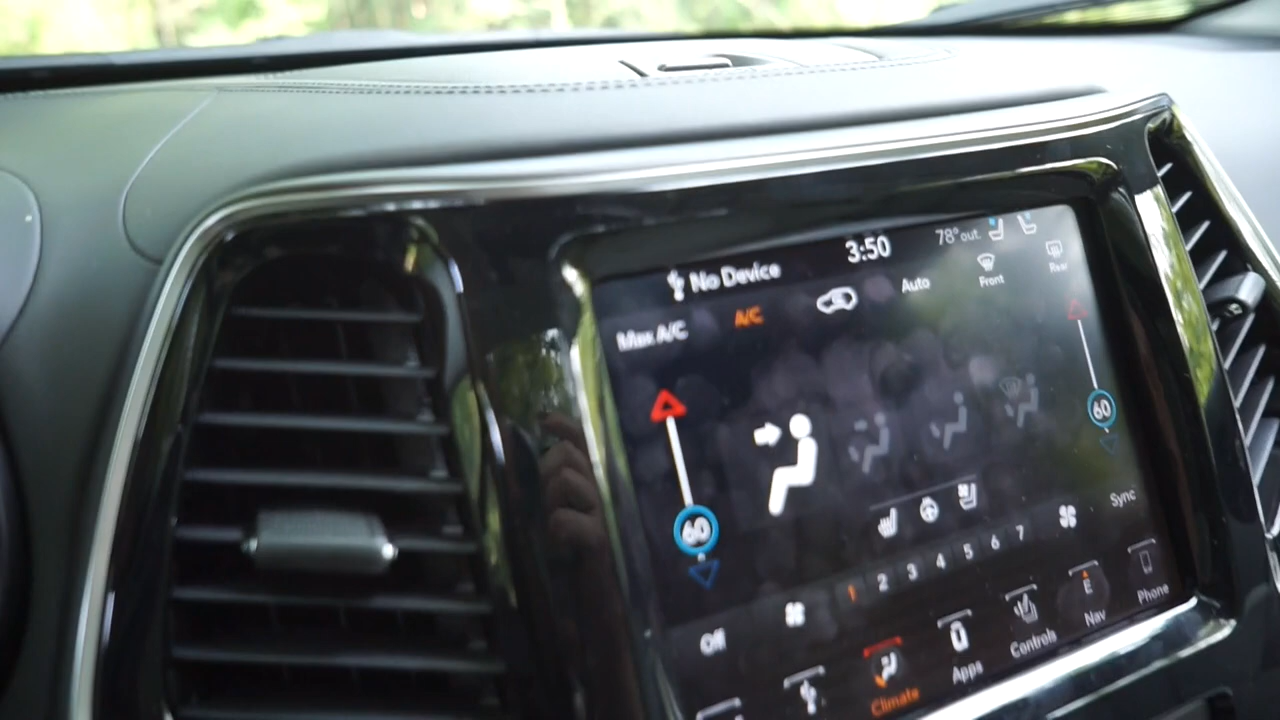 No Device 3:50 78° out
Max A/C A/C Auto Front Rear
60 60
Sync
1 2 3 4 5 6 7
Off
Climate Apps Controls E Nav Phone